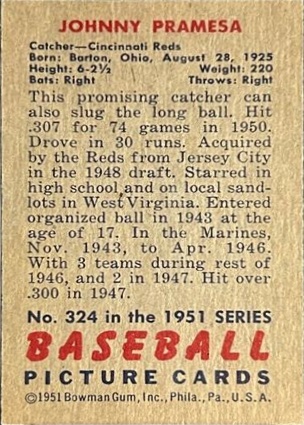 JOHNNY PRAMESA
Catcher—Cincinnati Reds
Born: Barton, Ohio, August 28, 1925
Height: 6-2½ Weight: 220
Bats: Right Throws: Right
This promising catcher can
also slug the long ball. Hit
.307 for 74 games in 1950.
Drove in 30 runs. Acquired
by the Reds from Jersey City
in the 1948 draft. Starred in
high school and on local sand-
lots in West Virginia. Entered
organized ball in 1943 at the
age of 17. In the Marines,
Nov. 1943, to Apr. 1946.
With 3 teams during rest of
1946, and 2 in 1947. Hit over
.300 in 1947.
No. 324 in the 1951 SERIES
BASEBALL
PICTURE CARDS
©1951 Bowman Gum, Inc., Phila., Pa., U.S.A.